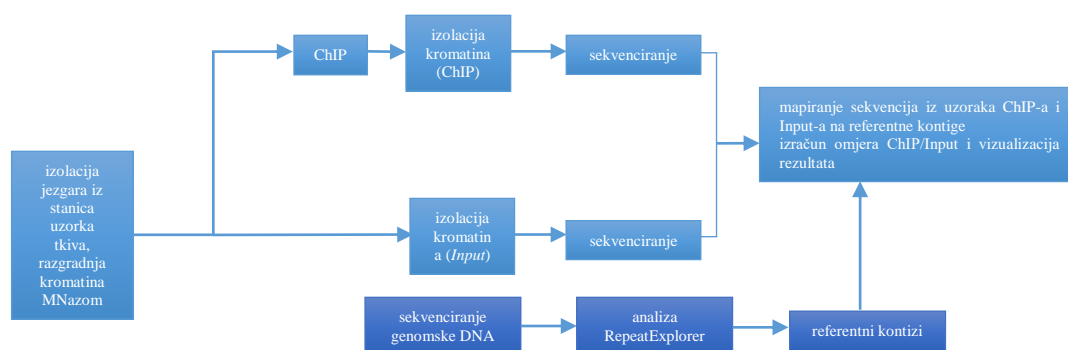 izolacija
jezgara iz
stanica
uzorka
tkiva,
razgradnja
kromatina
MNazom
ChIP
izolacija
kromatina
(ChIP)
sekvenciranje
izolacija
kromatin
a (Input)
sekvenciranje
mapiranje sekvencija iz uzoraka ChIP-a i
Input-a na referentne kontige
izračun omjera ChIP/Input i vizualizacija
rezultata
sekvenciranje
genomske DNA
analiza
RepeatExplorer
referentni kontizi